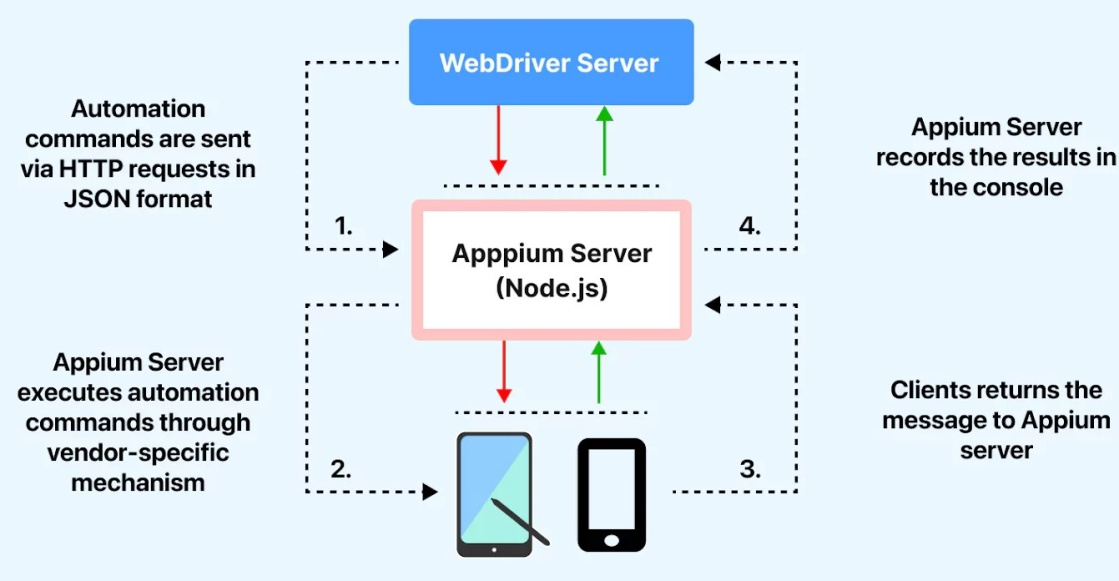 WebDriver Server
Automation
commands are sent
via HTTP requests in
JSON format
1.
Apppium Server
(Node.js)
4.
Appium Server
records the results in
the console
Appium Server
executes automation
commands through
vendor-specific
mechanism
2.
3.
Clients returns the
message to Appium
server